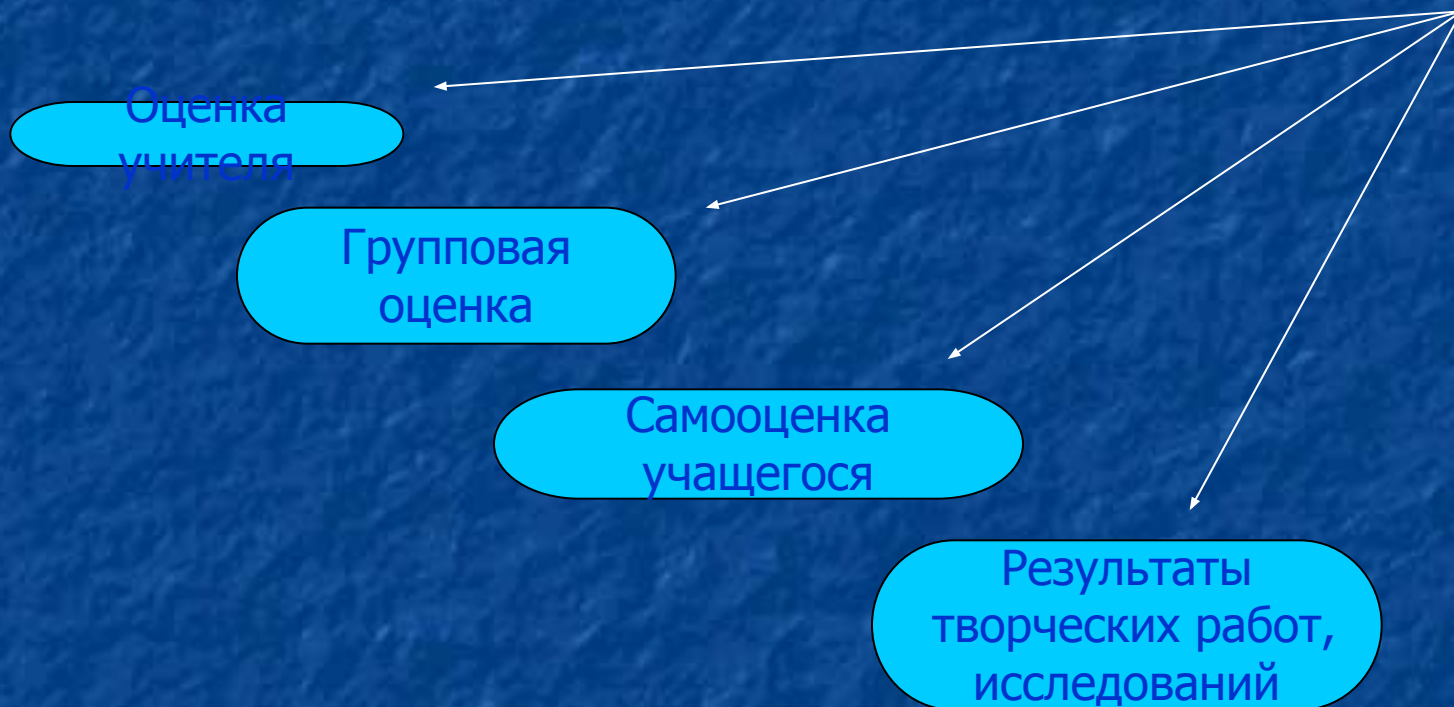 Оценка
учителя
Групповая
оценка
Самооценка
учащегося
Результаты
творческих работ,
исследований